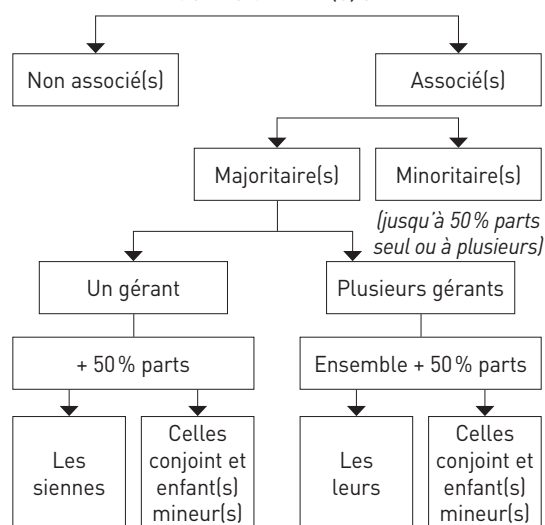 Non associé(s)
Associé(s)
Majoritaire(s)
Minoritaire(s)
(jusqu'à 50 % parts
seul ou à plusieurs)
Un gérant
Plusieurs gérants
+ 50 % parts
Ensemble + 50 % parts
Les
siennes
Celles
conjoint et
enfant(s)
mineur(s)
Les
leurs
Celles
conjoint et
enfant(s)
mineur(s)